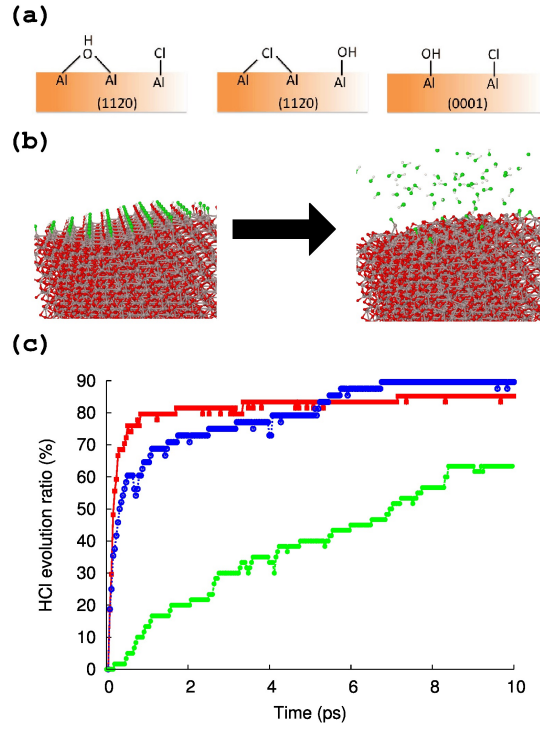 (a)
H
O
Cl
Al
Al
Al
(1120)
Cl
OH
Al
Al
Al
(1120)
OH
Cl
Al
Al
(0001)
(b)
(c)
HCl evolution ratio (%)
90
80
70
60
50
40
30
20
10
0
0 2 4 6 8 10
Time (ps)